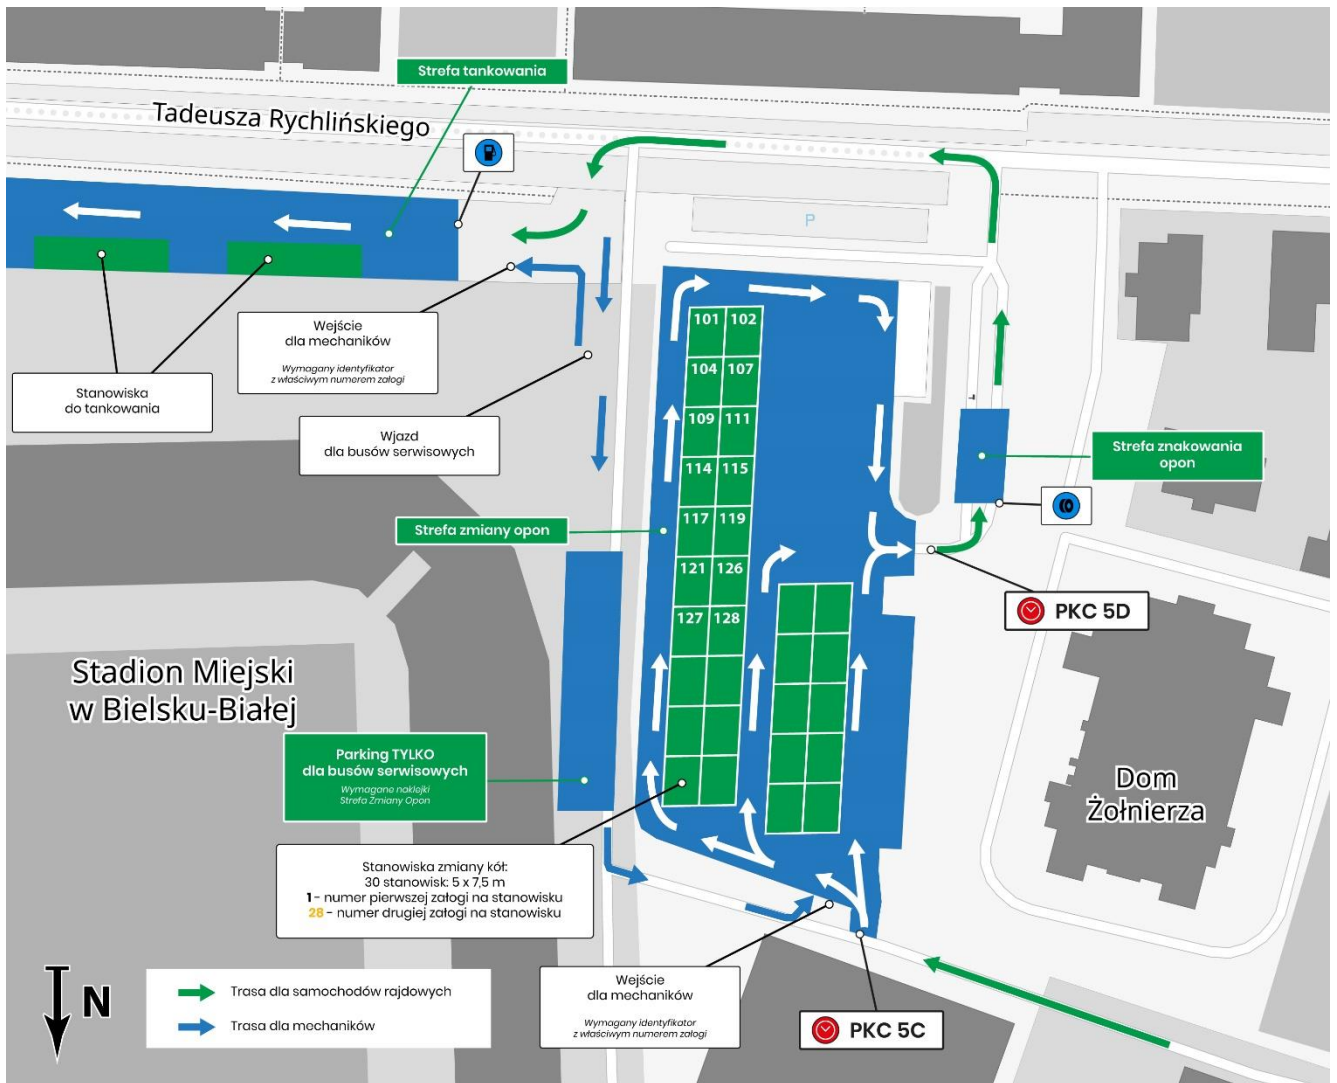 Strefa tankowania
Tadeusza Rychlińskiego
P
101 102
104 107
109 111
114 115
117 119
121 126
127 128
Wejście
dla mechaników
Wymagany identyfikator
z właściwym numerem załogi
Stanowiska
do tankowania
Wjazd
dla busów serwisowych
Strefa znakowania
opon
Strefa zmiany opon
PKC 5D
Stadion Miejski
w Bielsku-Białej
Parking TYLKO
dla busów serwisowych
Wymagane naklejki
Strefa Zmiany Opon
Dom
Żołnierza
Stanowiska zmiany kół:
30 stanowisk: 5 x 7,5 m
1 - numer pierwszej załogi na stanowisku
28 - numer drugiej załogi na stanowisku
N
Trasa dla samochodów rajdowych
Trasa dla mechaników
Wejście
dla mechaników
Wymagany identyfikator
z właściwym numerem załogi
PKC 5C